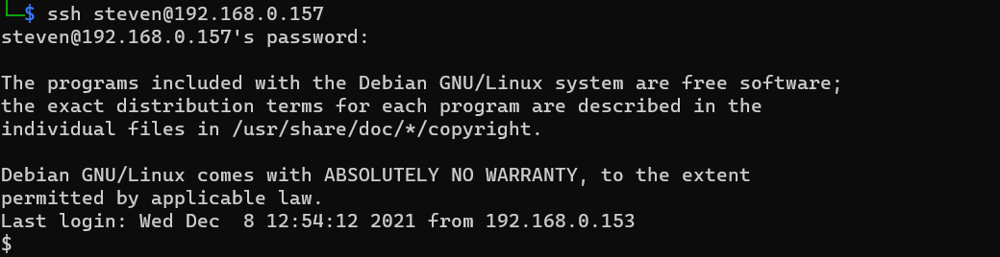 └─$ ssh steven@192.168.0.157
steven@192.168.0.157's password:
The programs included with the Debian GNU/Linux system are free software;
the exact distribution terms for each program are described in the
individual files in /usr/share/doc/*/copyright.
Debian GNU/Linux comes with ABSOLUTELY NO WARRANTY, to the extent
permitted by applicable law.
Last login: Wed Dec  8 12:54:12 2021 from 192.168.0.153
$